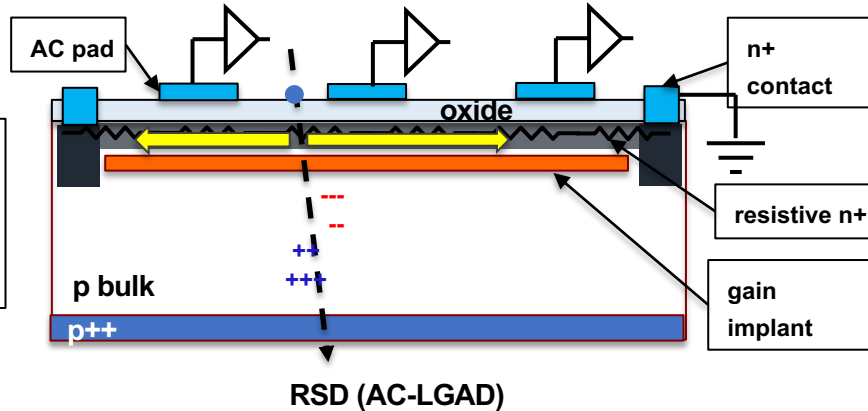 AC pad
n+
contact
oxide
resistive n+
---
--
++
+++
p bulk
gain
implant
p++
RSD (AC-LGAD)